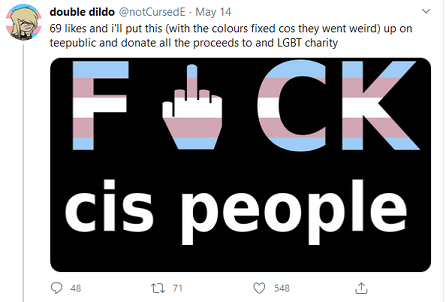 double dildo @notCursedE · May 14
69 likes and i'll put this (with the colours fixed cos they went weird) up on
teepublic and donate all the proceeds to and LGBT charity
F🖕CK
cis people
48 71 548